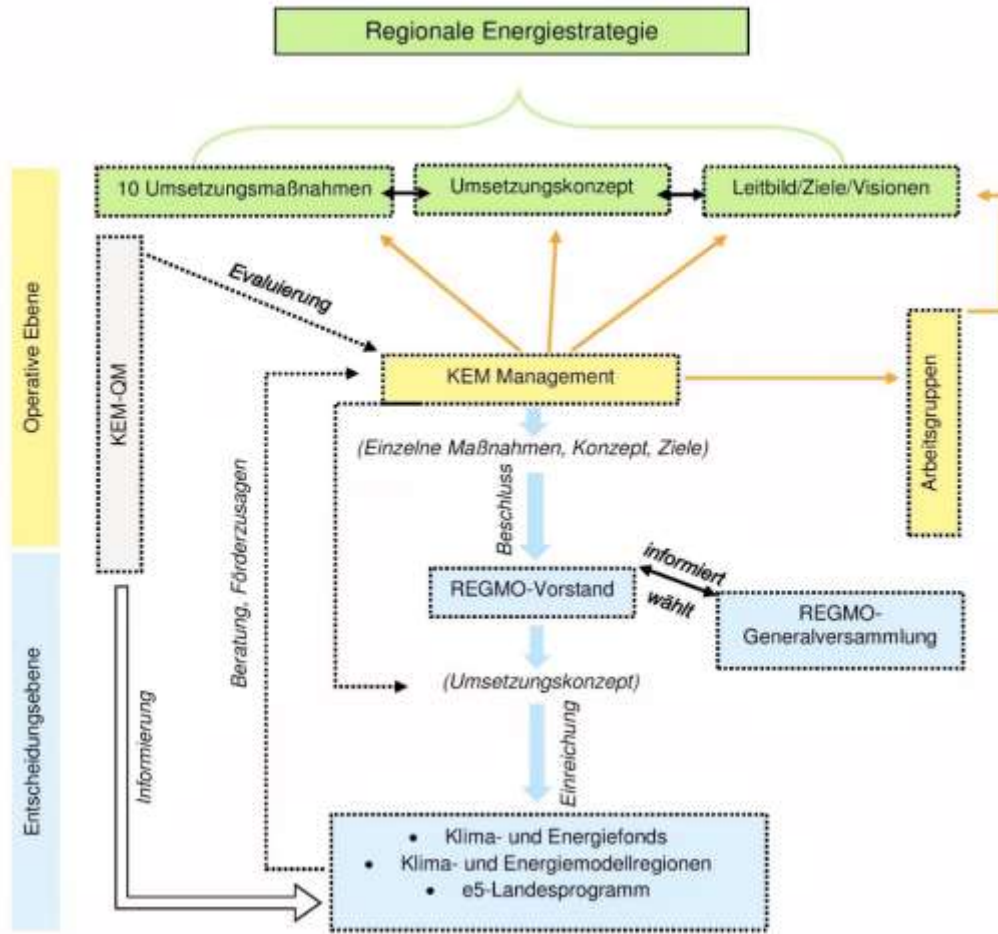 Regionale Energiestrategie
10 Umsetzungsmaßnahmen
Umsetzungskonzept
Leitbild/Ziele/Visionen
Operative Ebene
KEM-QM
Evaluierung
KEM Management
Arbeitsgruppen
(Einzelne Maßnahmen, Konzept, Ziele)
Beratung, Förderzusagen
Beschluss
Entscheidungsebene
REGMO-Vorstand
informiert
wählt
REGMO-
Generalversammlung
(Umsetzungskonzept)
Informierung
Einreichung
• Klima- und Energiefonds
• Klima- und Energiemodellregionen
• e5-Landesprogramm